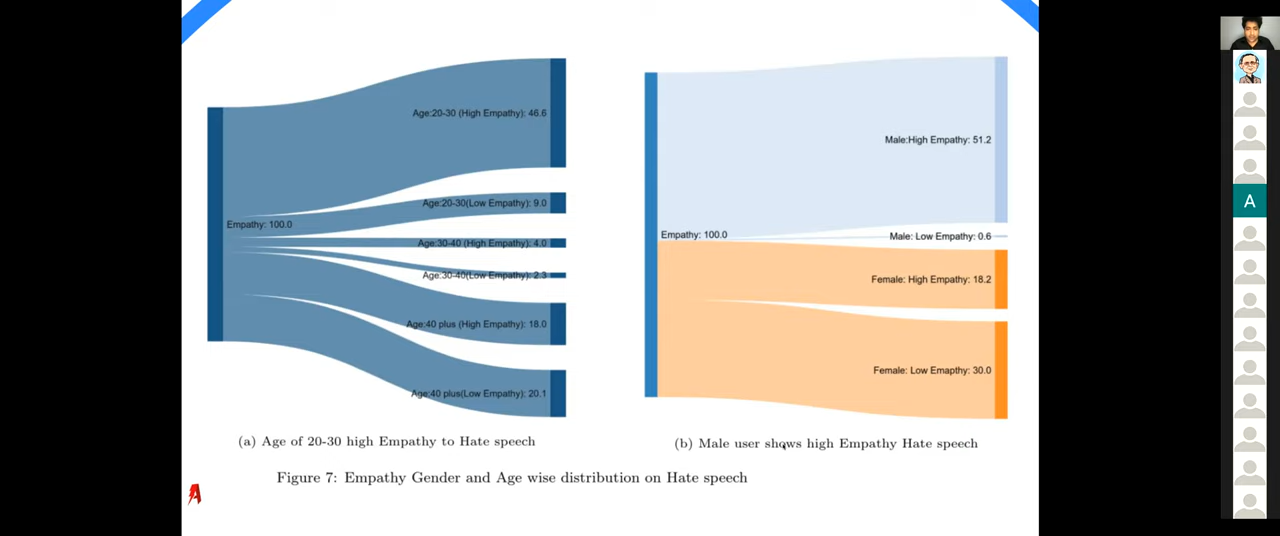 Age:20-30 (High Empathy): 46.6
Age:20-30(Low Empathy): 9.0
Empathy: 100.0
Age:30-40 (High Empathy): 4.0
Age:30-40(Low Empathy): 2.3
Age:40 plus (High Empathy): 18.0
Age:40 plus(Low Empathy): 20.1
(a) Age of 20-30 high Empathy to Hate speech
Male:High Empathy: 51.2
Empathy: 100.0
Male: Low Empathy: 0.6
Female: High Empathy: 18.2
Female: Low Emapthy: 30.0
(b) Male user shows high Empathy Hate speech
Figure 7: Empathy Gender and Age wise distribution on Hate speech
A
A